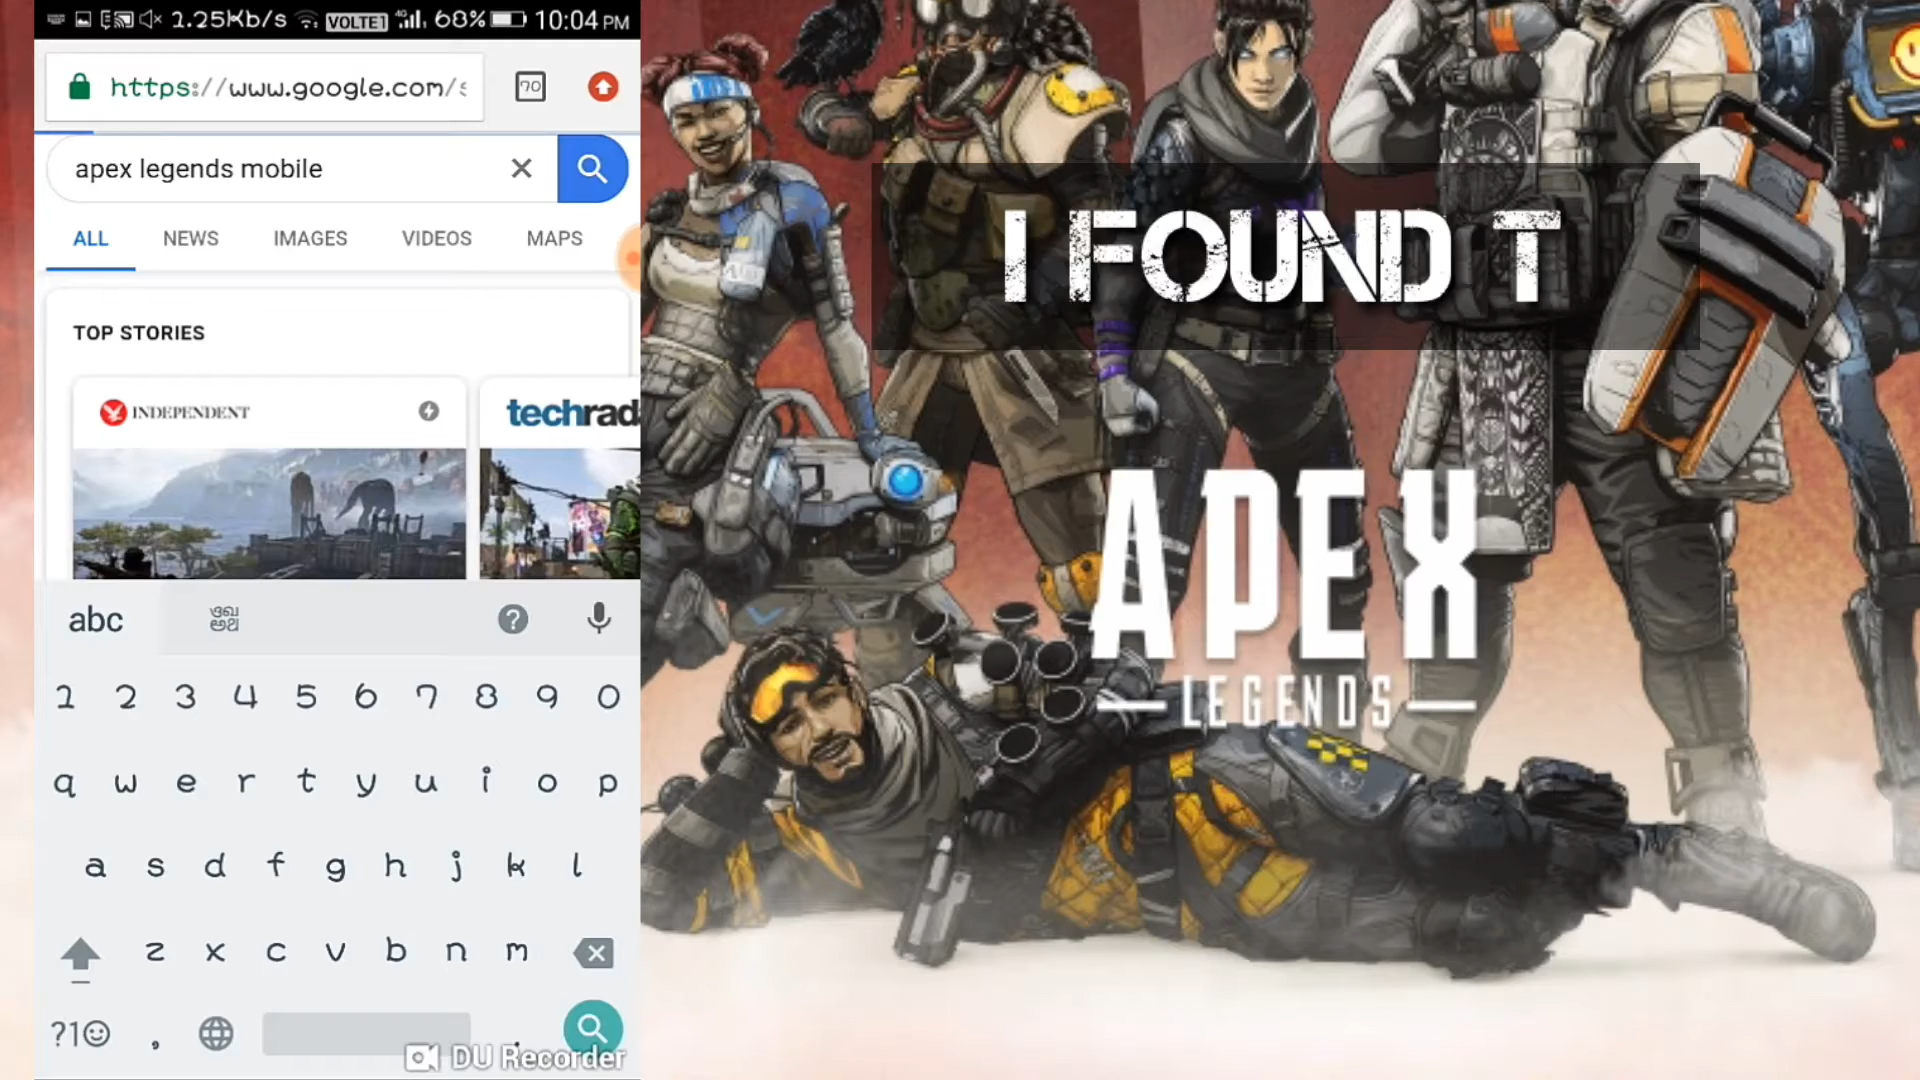 1.25Kb/s VOLTE1 4G 68% 10:04 PM
https://www.google.com/s
70
apex legends mobile
ALL NEWS IMAGES VIDEOS MAPS
TOP STORIES
INDEPENDENT
techrad
abc
?
1 2 3 4 5 6 7 8 9 0
q w e r t y u i o p
a s d f g h j k l
z x c v b n m
?1☺ , .
DU Recorder
I FOUND T
APEX
LEGENDS